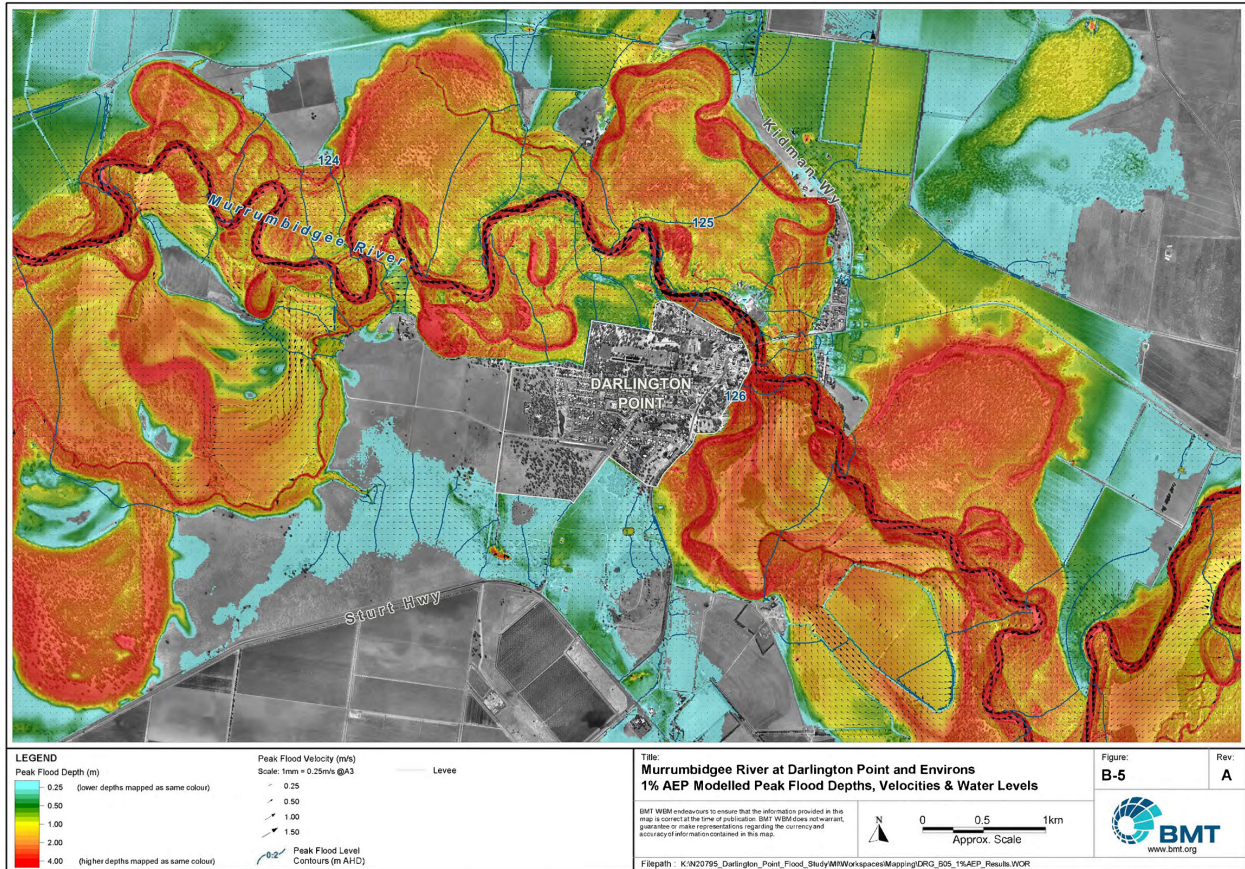 Kidman Wy
124
Murrumbidgee River
125
DARLINGTON
POINT
126
Sturt Hwy
LEGEND
Peak Flood Depth (m)
0.25 (lower depths mapped as same colour)
0.50
1.00
2.00
4.00 (higher depths mapped as same colour)
Peak Flood Velocity (m/s)
Scale: 1mm = 0.25m/s @A3
0.25
0.50
1.00
1.50
0.2 Peak Flood Level
Contours (m AHD)
Levee
Title:
Murrumbidgee River at Darlington Point and Environs
1% AEP Modelled Peak Flood Depths, Velocities & Water Levels
BMT WBM endeavours to ensure that the information provided in this
map is correct at the time of publication. BMT WBM does not warrant,
guarantee or make representations regarding the currency and
accuracy of information contained in this map.
N
0 0.5 1km
Approx. Scale
Filepath : K:\N20795_Darlington_Point_Flood_Study\MI\Workspaces\Mapping\DRG_B05_1%AEP_Results.WOR
Figure:
B-5
Rev:
A
BMT
www.bmt.org